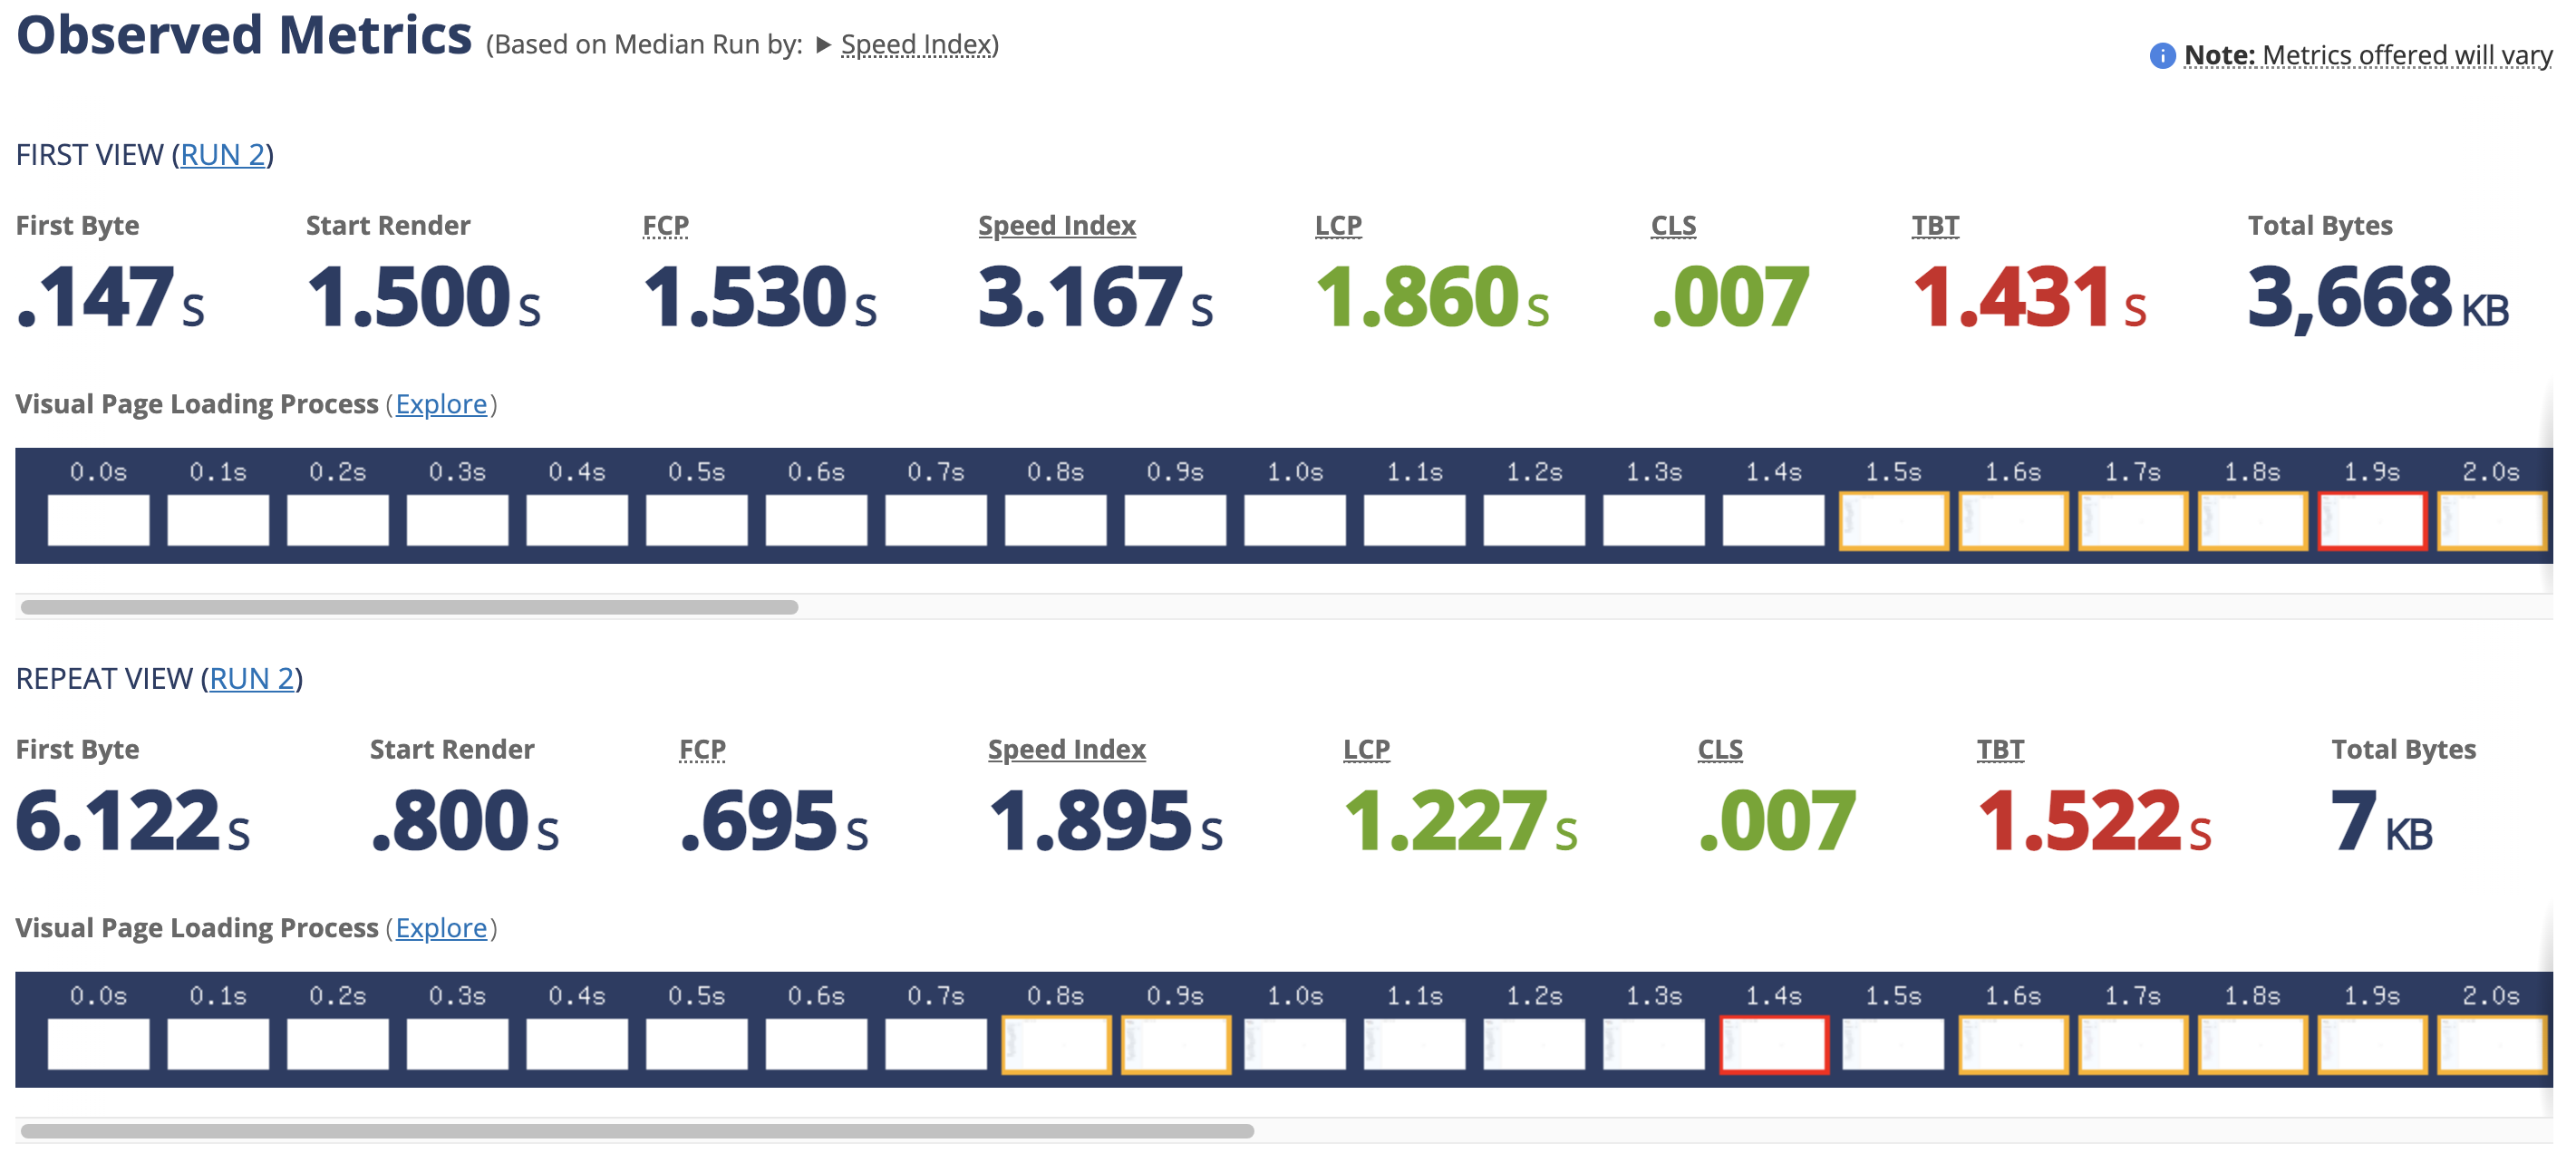 Observed Metrics (Based on Median Run by: ▶ Speed Index)
Note: Metrics offered will vary
FIRST VIEW (RUN 2)
First Byte Start Render FCP Speed Index LCP CLS TBT Total Bytes
.147 s 1.500 s 1.530 s 3.167 s 1.860 s .007 1.431 s 3,668 KB
Visual Page Loading Process (Explore)
0.0s 0.1s 0.2s 0.3s 0.4s 0.5s 0.6s 0.7s 0.8s 0.9s 1.0s 1.1s 1.2s 1.3s 1.4s 1.5s 1.6s 1.7s 1.8s 1.9s 2.0s
REPEAT VIEW (RUN 2)
First Byte Start Render FCP Speed Index LCP CLS TBT Total Bytes
6.122 s .800 s .695 s 1.895 s 1.227 s .007 1.522 s 7 KB
Visual Page Loading Process (Explore)
0.0s 0.1s 0.2s 0.3s 0.4s 0.5s 0.6s 0.7s 0.8s 0.9s 1.0s 1.1s 1.2s 1.3s 1.4s 1.5s 1.6s 1.7s 1.8s 1.9s 2.0s